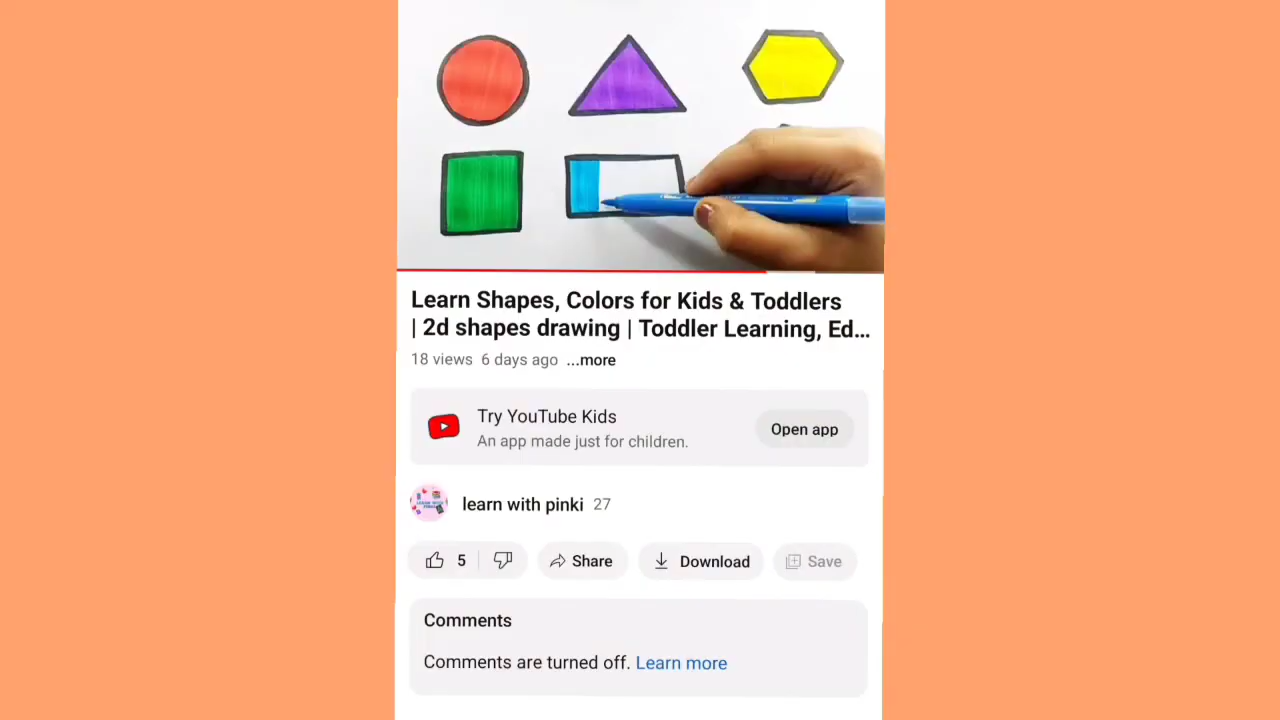 Learn Shapes, Colors for Kids & Toddlers
| 2d shapes drawing | Toddler Learning, Ed...
18 views 6 days ago ...more
Try YouTube Kids
An app made just for children.
Open app
learn with pinki 27
5
Share
Download
Save
Comments
Comments are turned off. Learn more